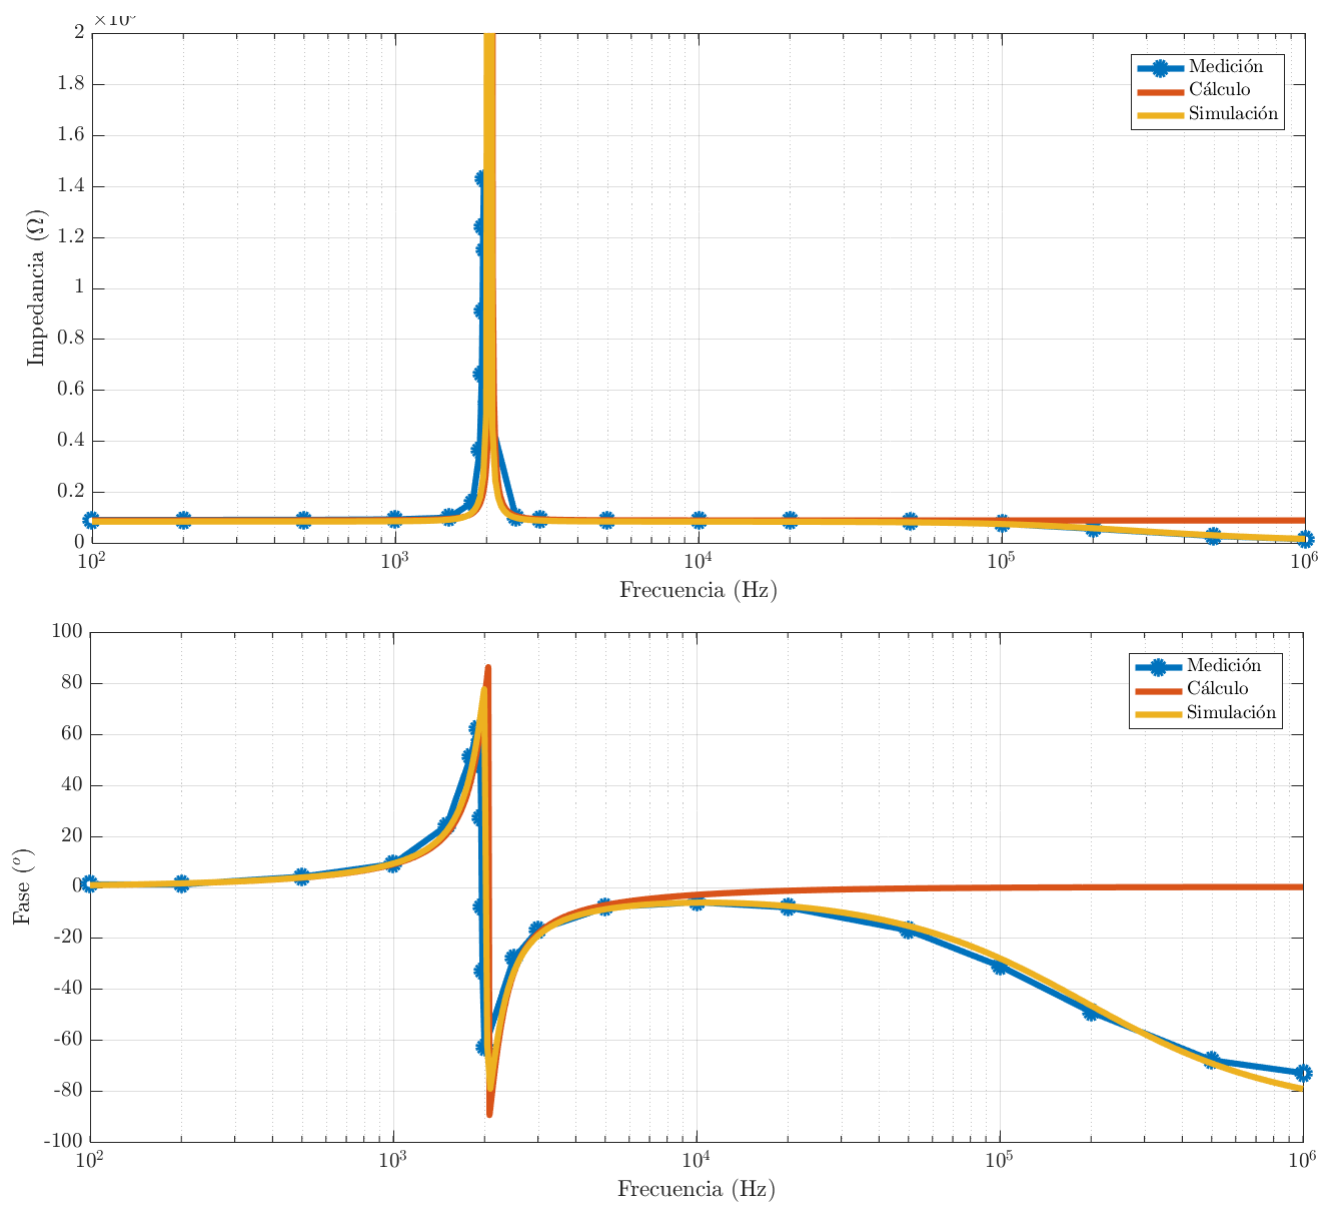 2
1.8
1.6
1.4
1.2
1
0.8
0.6
0.4
0.2
0
Impedancia (Ω)
10² 10³ 10⁴ 10⁵ 10⁶
Frecuencia (Hz)
Medición
Cálculo
Simulación
100
80
60
40
20
0
-20
-40
-60
-80
-100
Fase (º)
10² 10³ 10⁴ 10⁵ 10⁶
Frecuencia (Hz)
Medición
Cálculo
Simulación